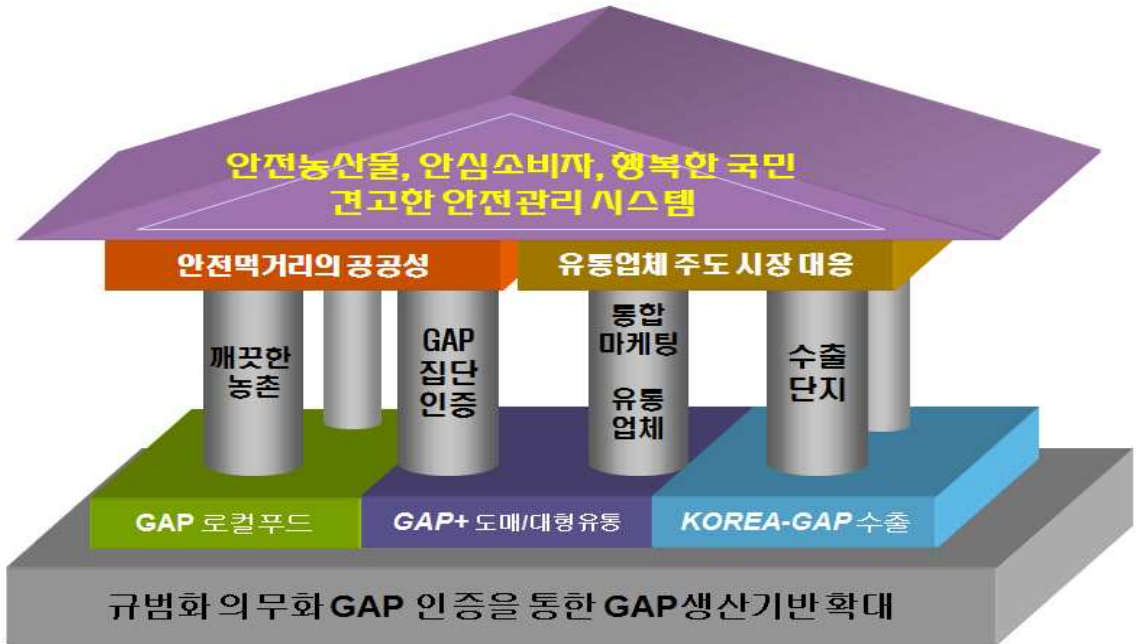 안전농산물, 안심소비자, 행복한 국민
견고한 안전관리 시스템
안전먹거리의 공공성
유통업체 주도 시장 대응
깨끗한
농촌
GAP
집단
인증
통합
마케팅
유통
업체
수출
단지
GAP 로컬푸드
GAP+ 도매/대형유통
KOREA-GAP 수출
규범화 의무화 GAP 인증을 통한 GAP생산기반 확대